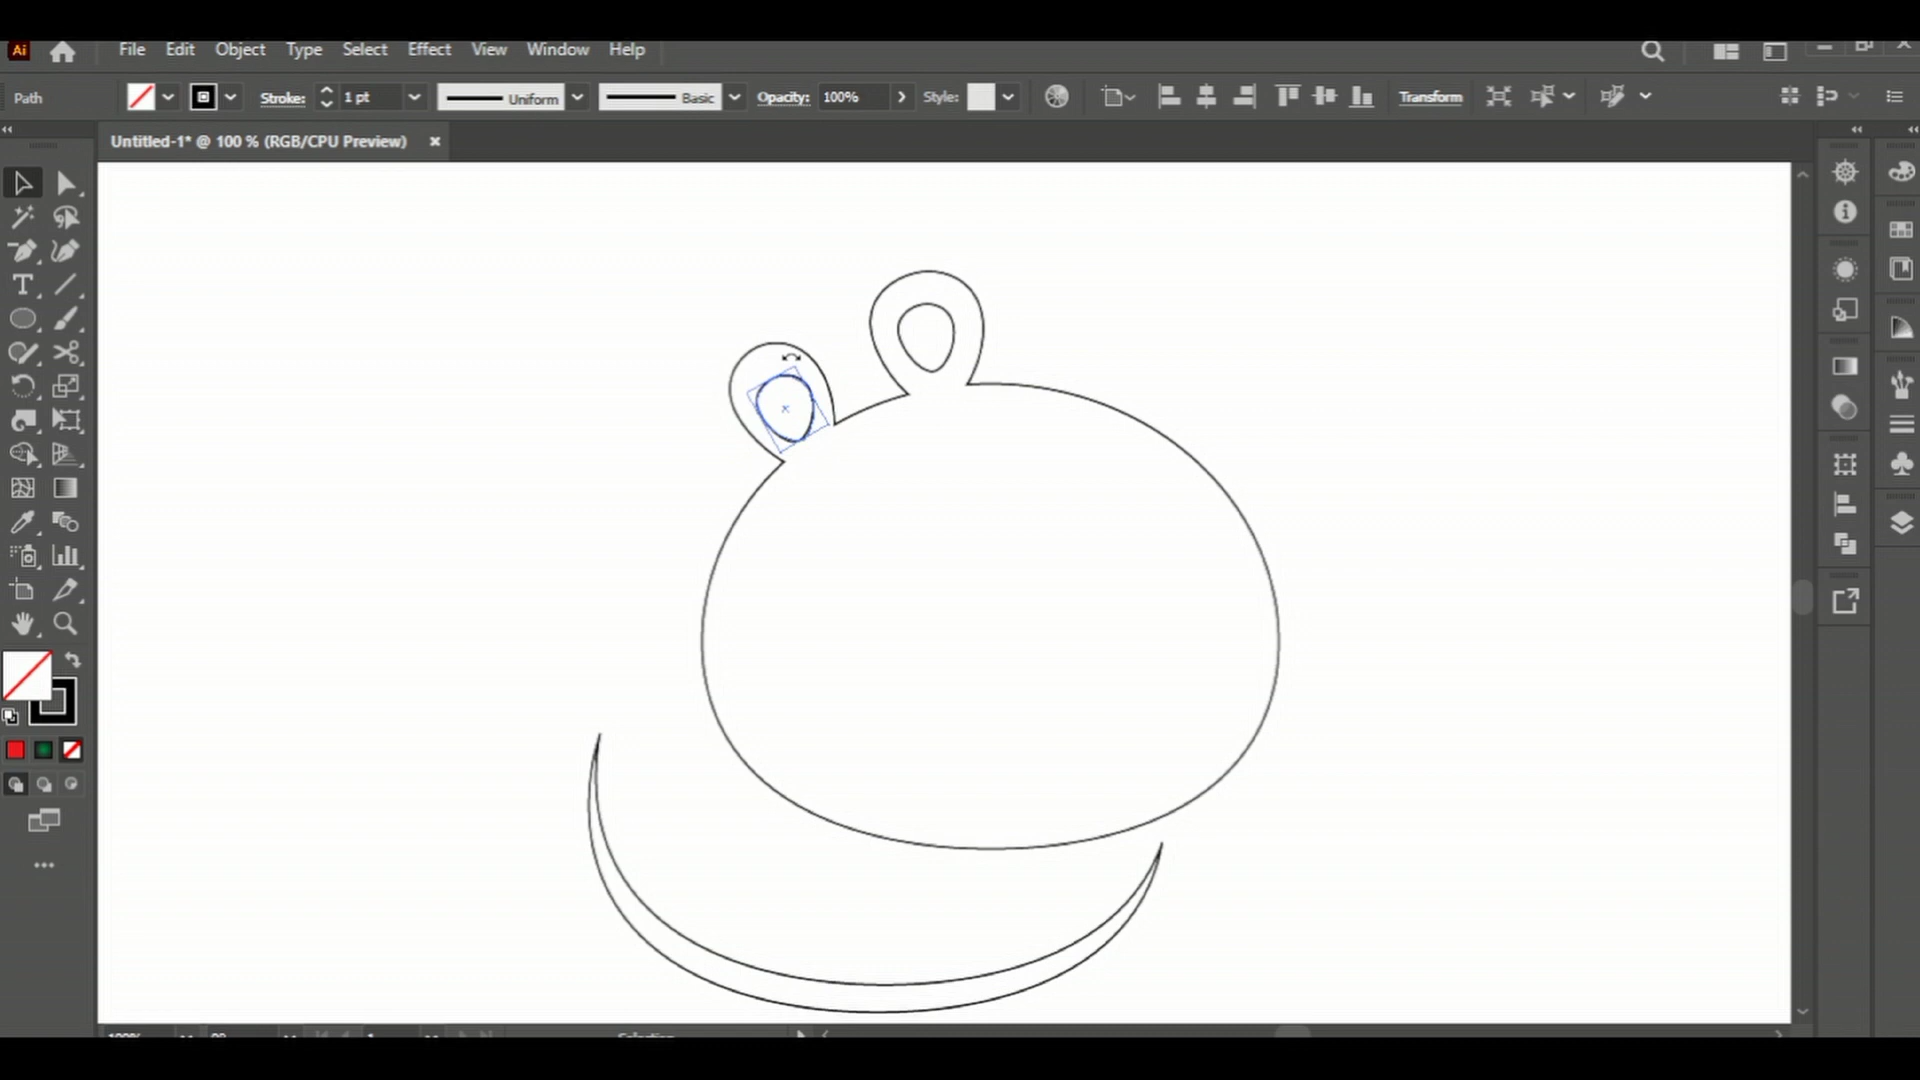 Ai File Edit Object Type Select Effect View Window Help
Path Stroke: 1 pt Uniform Basic Opacity: 100% Style: Transform
Untitled-1* @ 100 % (RGB/CPU Preview)